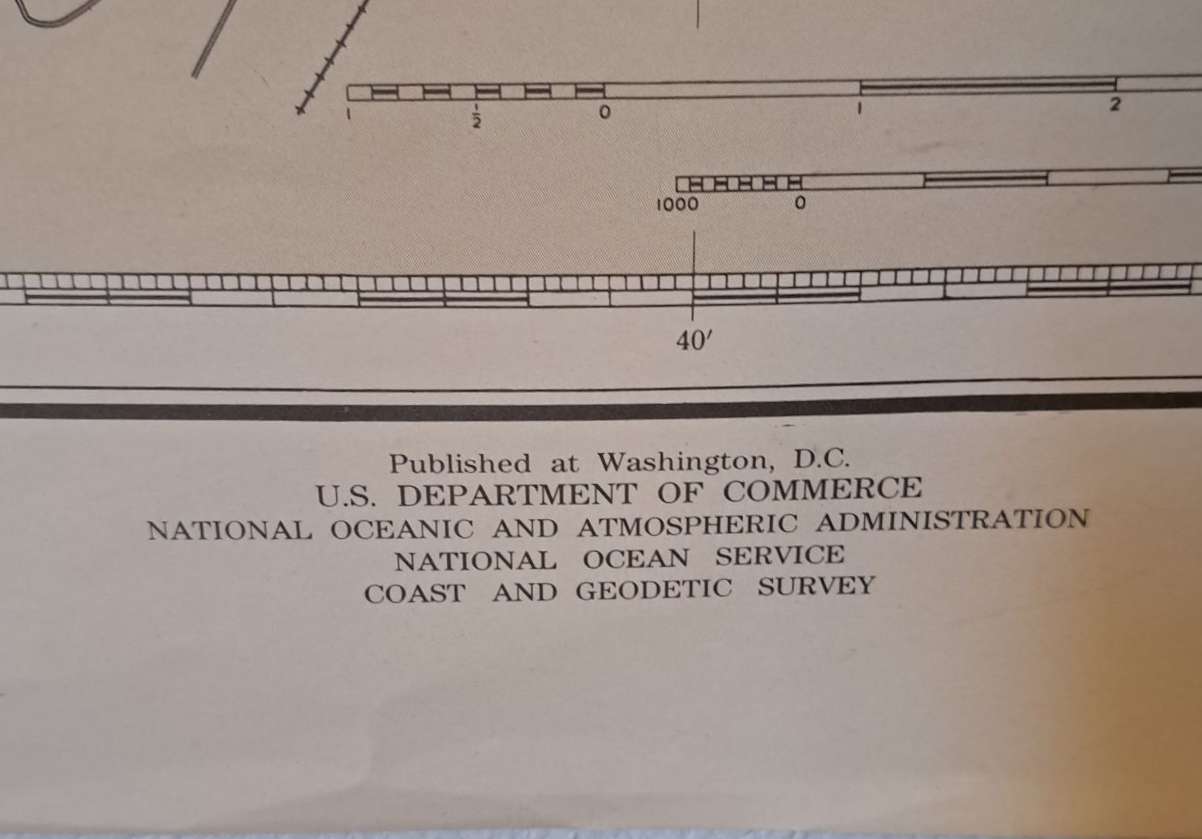 1 ½ 0 1 2
1000 0
40′
Published at Washington, D.C.
U.S. DEPARTMENT OF COMMERCE
NATIONAL OCEANIC AND ATMOSPHERIC ADMINISTRATION
NATIONAL OCEAN SERVICE
COAST AND GEODETIC SURVEY